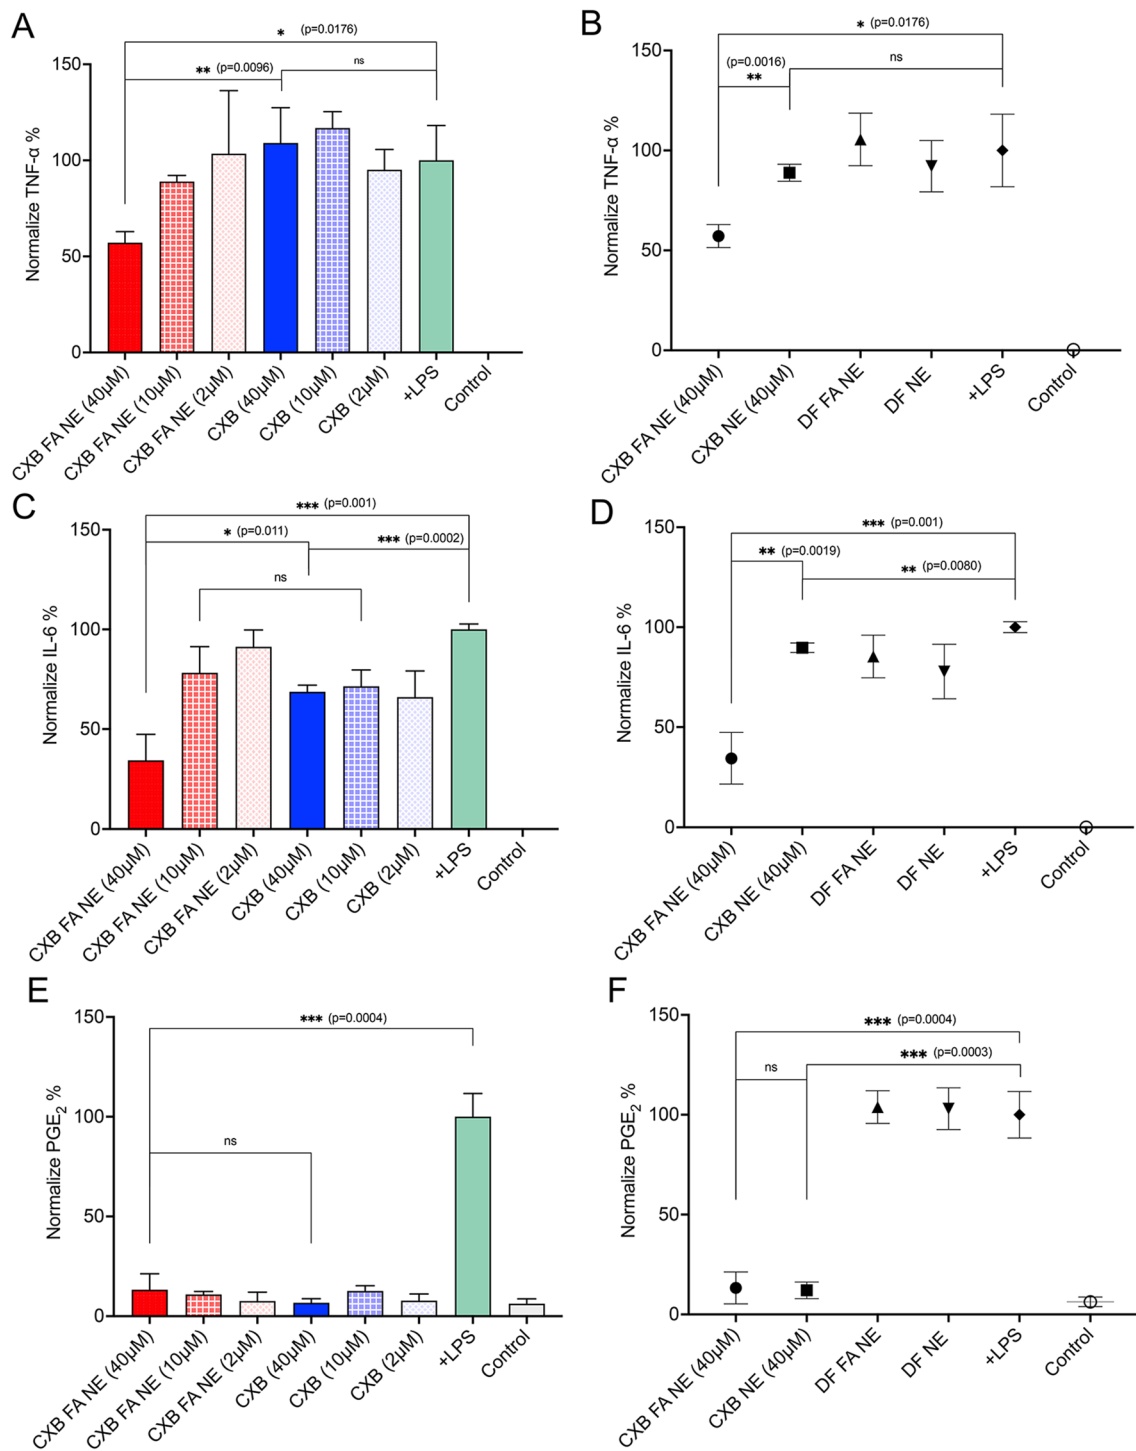 A
* (p=0.0176)
** (p=0.0096)
ns
Normalize TNF-α %
150
100
50
0
CXB FA NE (40μM)
CXB FA NE (10μM)
CXB FA NE (2μM)
CXB (40μM)
CXB (10μM)
CXB (2μM)
+LPS
Control
B
* (p=0.0176)
(p=0.0016)
**
ns
Normalize TNF-α %
150
100
50
0
CXB FA NE (40μM)
CXB NE (40μM)
DF FA NE
DF NE
+LPS
Control
C
*** (p=0.001)
* (p=0.011)
*** (p=0.0002)
ns
Normalize IL-6 %
150
100
50
0
CXB FA NE (40μM)
CXB FA NE (10μM)
CXB FA NE (2μM)
CXB (40μM)
CXB (10μM)
CXB (2μM)
+LPS
Control
D
*** (p=0.001)
** (p=0.0019)
** (p=0.0080)
Normalize IL-6 %
150
100
50
0
CXB FA NE (40μM)
CXB NE (40μM)
DF FA NE
DF NE
+LPS
Control
E
*** (p=0.0004)
ns
Normalize PGE₂ %
150
100
50
0
CXB FA NE (40μM)
CXB FA NE (10μM)
CXB FA NE (2μM)
CXB (40μM)
CXB (10μM)
CXB (2μM)
+LPS
Control
F
*** (p=0.0004)
*** (p=0.0003)
ns
Normalize PGE₂ %
150
100
50
0
CXB FA NE (40μM)
CXB NE (40μM)
DF FA NE
DF NE
+LPS
Control